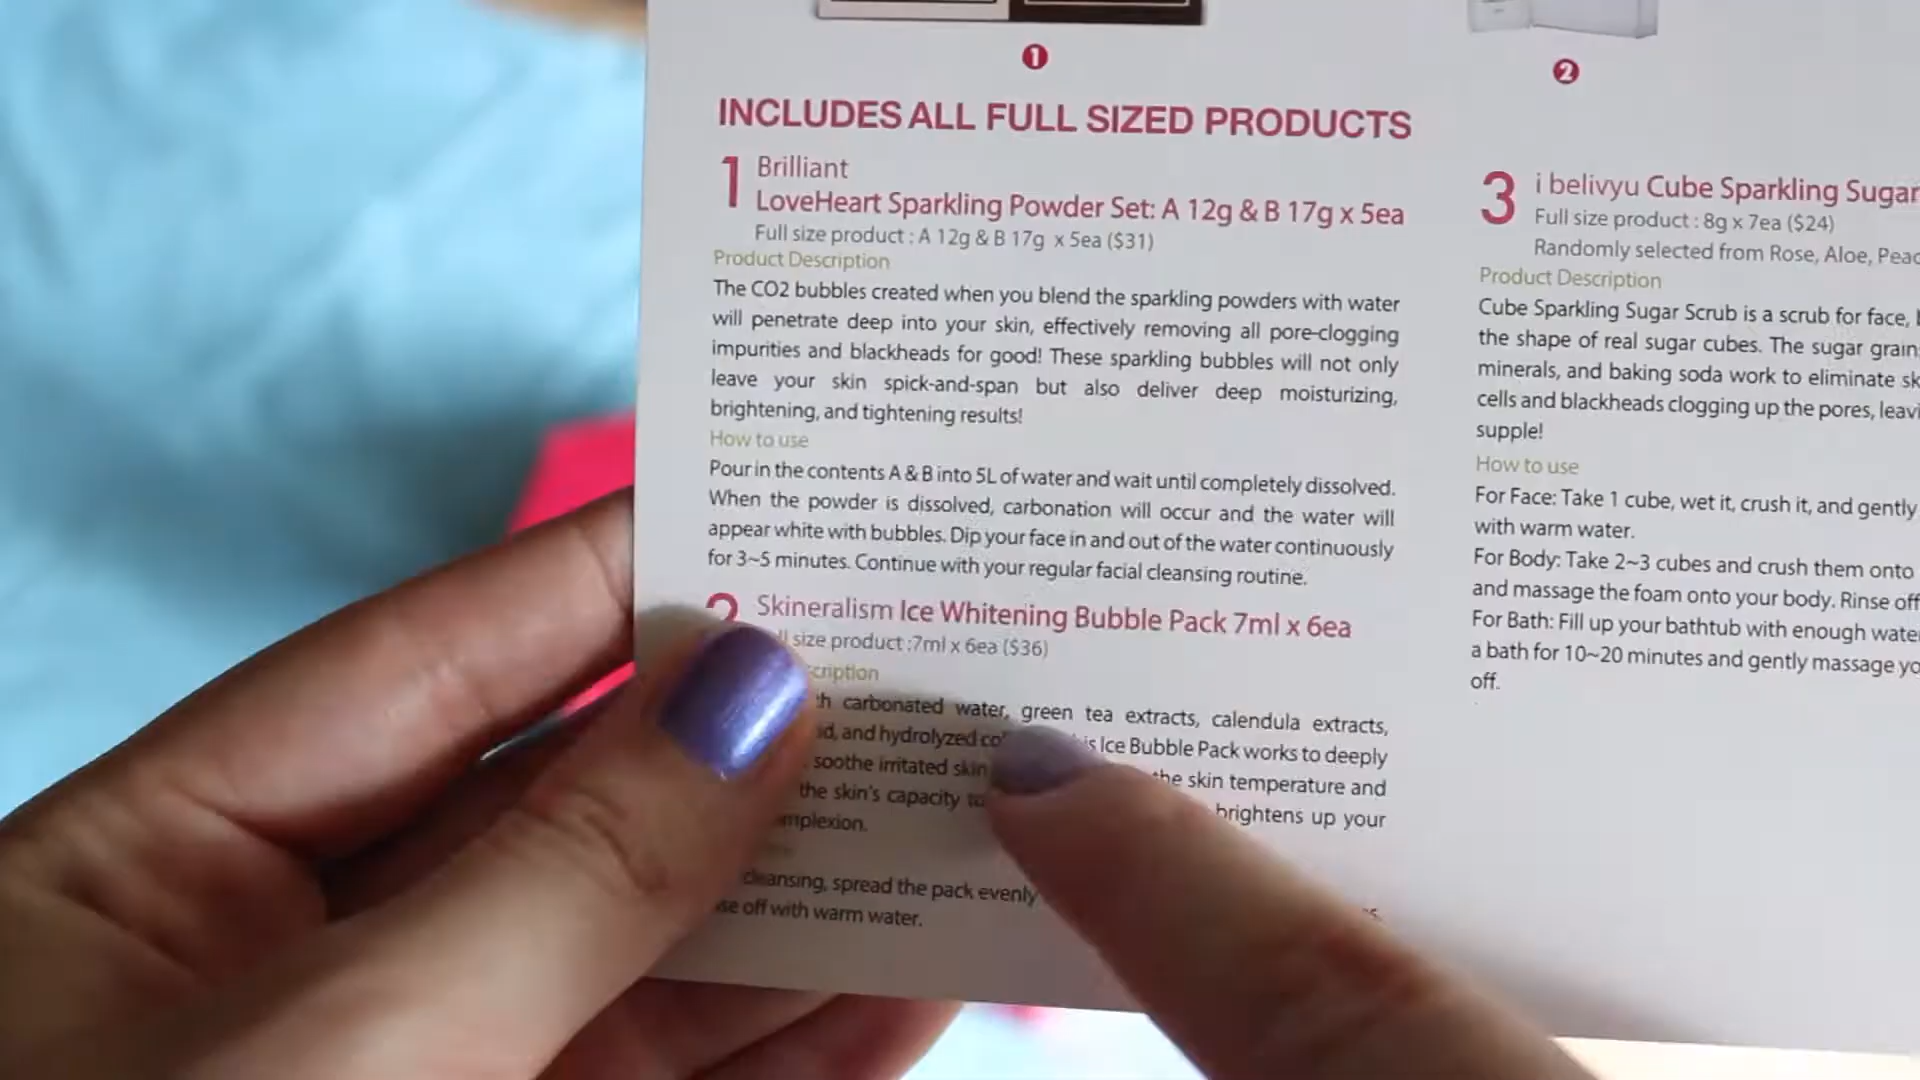 1
2
INCLUDES ALL FULL SIZED PRODUCTS
1 Brilliant
LoveHeart Sparkling Powder Set: A 12g & B 17g x 5ea
Full size product : A 12g & B 17g x 5ea ($31)
Product Description
The CO2 bubbles created when you blend the sparkling powders with water
will penetrate deep into your skin, effectively removing all pore-clogging
impurities and blackheads for good! These sparkling bubbles will not only
leave your skin spick-and-span but also deliver deep moisturizing,
brightening, and tightening results!
How to use
Pour in the contents A & B into 5L of water and wait until completely dissolved.
When the powder is dissolved, carbonation will occur and the water will
appear white with bubbles. Dip your face in and out of the water continuously
for 3~5 minutes. Continue with your regular facial cleansing routine.
2 Skineralism Ice Whitening Bubble Pack 7ml x 6ea
size product :7ml x 6ea ($36)
carbonated water, green tea extracts, calendula extracts,
and hydrolyzed Ice Bubble Pack works to deeply
soothe irritated skin the skin temperature and
the skin's capacity brightens up your
cleansing, spread the pack evenly
off with warm water.
3 i belivyu Cube Sparkling Sugar
Full size product : 8g x 7ea ($24)
Randomly selected from Rose, Aloe,
Product Description
Cube Sparkling Sugar Scrub is a scrub for face,
the shape of real sugar cubes. The sugar
minerals, and baking soda work to eliminate
cells and blackheads clogging up the pores,
supple!
How to use
For Face: Take 1 cube, wet it, crush it, and gently
with warm water.
For Body: Take 2~3 cubes and crush them onto
and massage the foam onto your body. Rinse off
For Bath: Fill up your bathtub with enough
a bath for 10~20 minutes and gently massage
off.